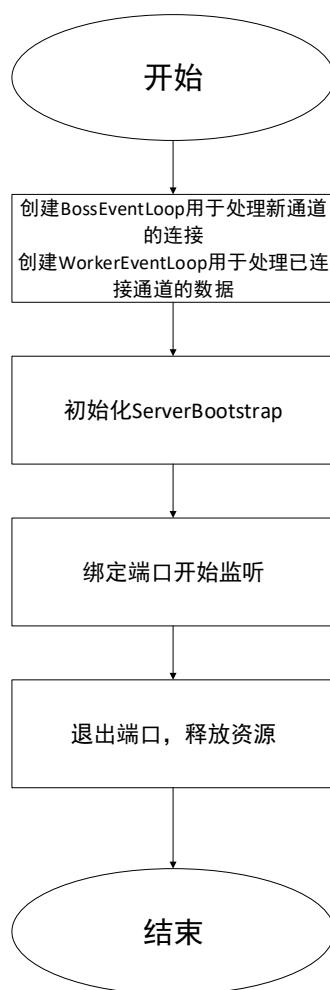 开始
创建BossEventLoop用于处理新通道
的连接
创建WorkerEventLoop用于处理已连
接通道的数据
初始化ServerBootstrap
绑定端口开始监听
退出端口，释放资源
结束